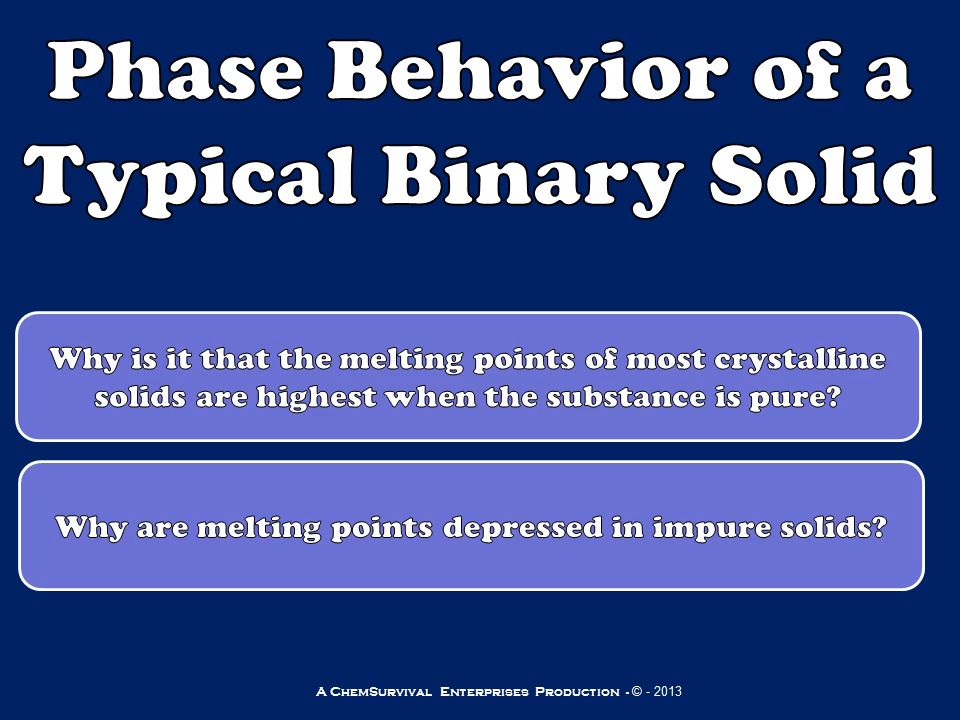 Phase Behavior of a
Typical Binary Solid
Why is it that the melting points of most crystalline
solids are highest when the substance is pure?
Why are melting points depressed in impure solids?
A ChemSurvival Enterprises Production - © - 2013